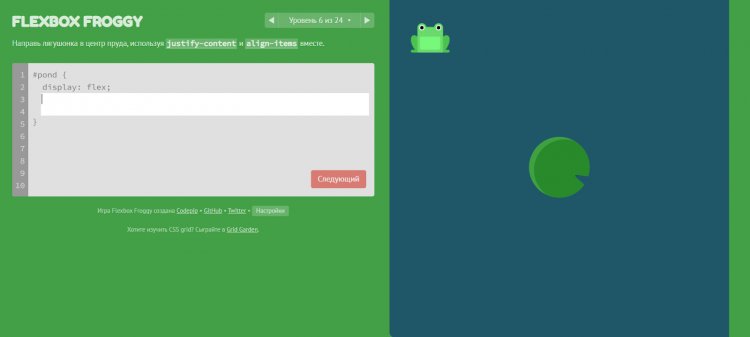 FLEXBOX FROGGY
◀ Уровень 6 из 24 ▾ ▶
Направь лягушонка в центр пруда, используя justify-content и align-items вместе.
1 #pond {
2 display: flex;
3
4
5 }
6
7
8
9
10
Следующий
Игра Flexbox Froggy создана Codepip • GitHub • Twitter • Настройки
Хотите изучить CSS grid? Сыграйте в Grid Garden.